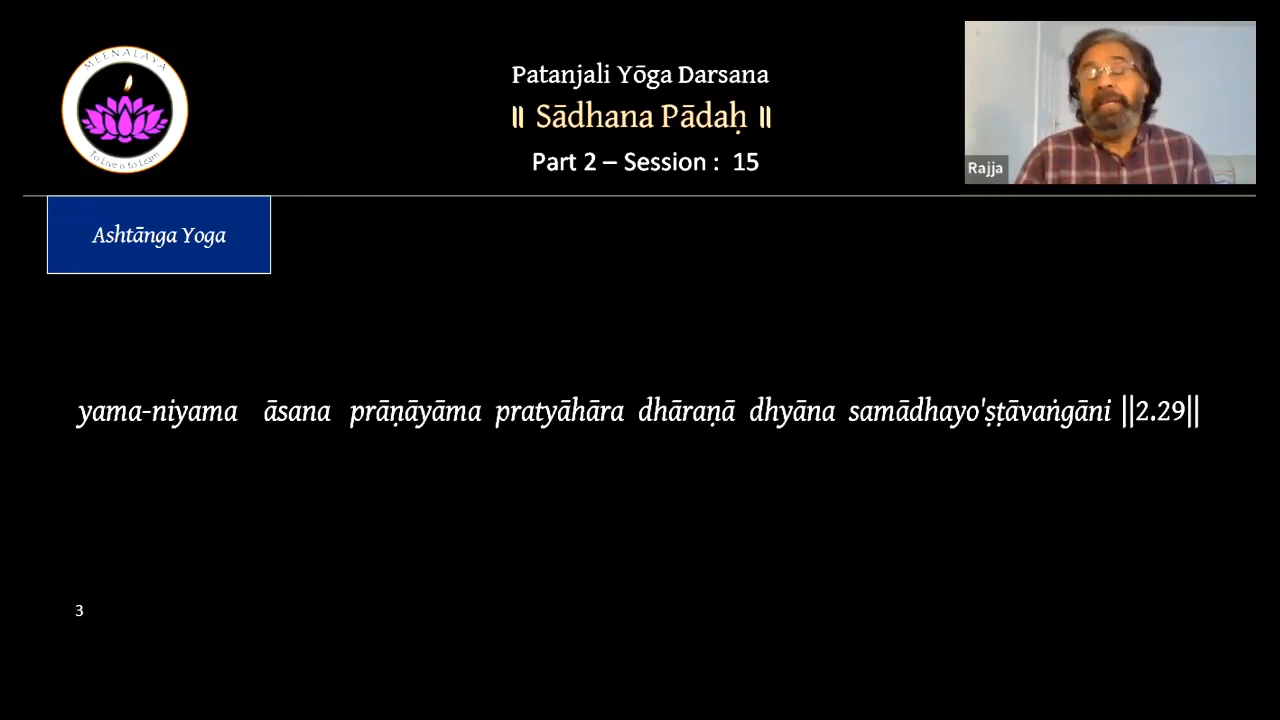 MEENALAYA
To Live is to Learn
Patanjali Yōga Darsana
॥ Sādhana Pādaḥ ॥
Part 2 – Session : 15
Rajja
Ashtānga Yoga
yama-niyama āsana prāṇāyāma pratyāhāra dhāraṇā dhyāna samādhayo'ṣṭāvaṅgāni ||2.29||
3